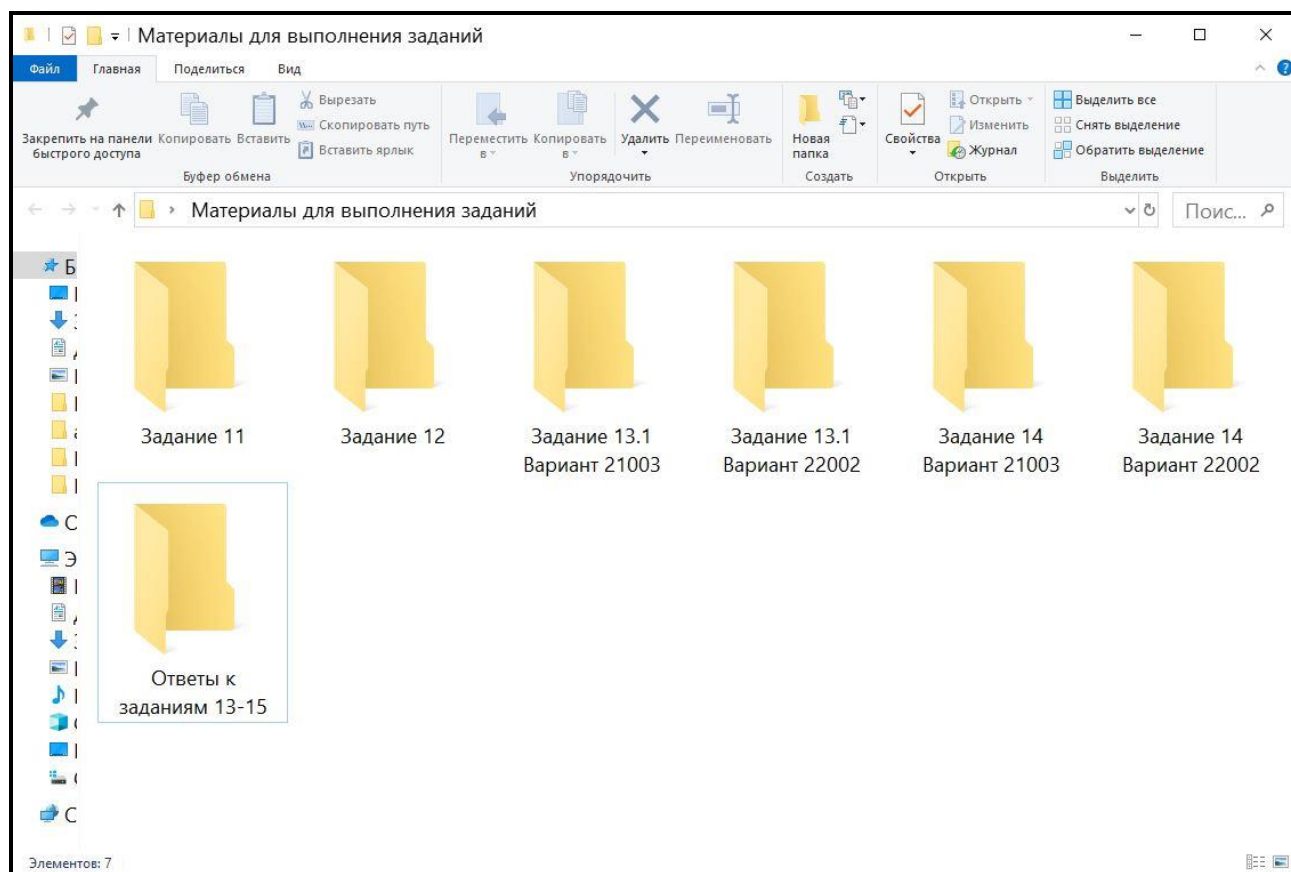 Материалы для выполнения заданий
Файл Главная Поделиться Вид
Вырезать
Скопировать путь
Вставить ярлык
Закрепить на панели быстрого доступа
Копировать
Вставить
Буфер обмена
Переместить в
Копировать в
Удалить
Переименовать
Упорядочить
Новая папка
Создать
Свойства
Открыть
Изменить
Журнал
Открыть
Выделить все
Снять выделение
Обратить выделение
Выделить
Материалы для выполнения заданий
Поис...
Б
Задание 11
Задание 12
Задание 13.1
Вариант 21003
Задание 13.1
Вариант 22002
Задание 14
Вариант 21003
Задание 14
Вариант 22002
С
Э
Ответы к
заданиям 13-15
С
Элементов: 7